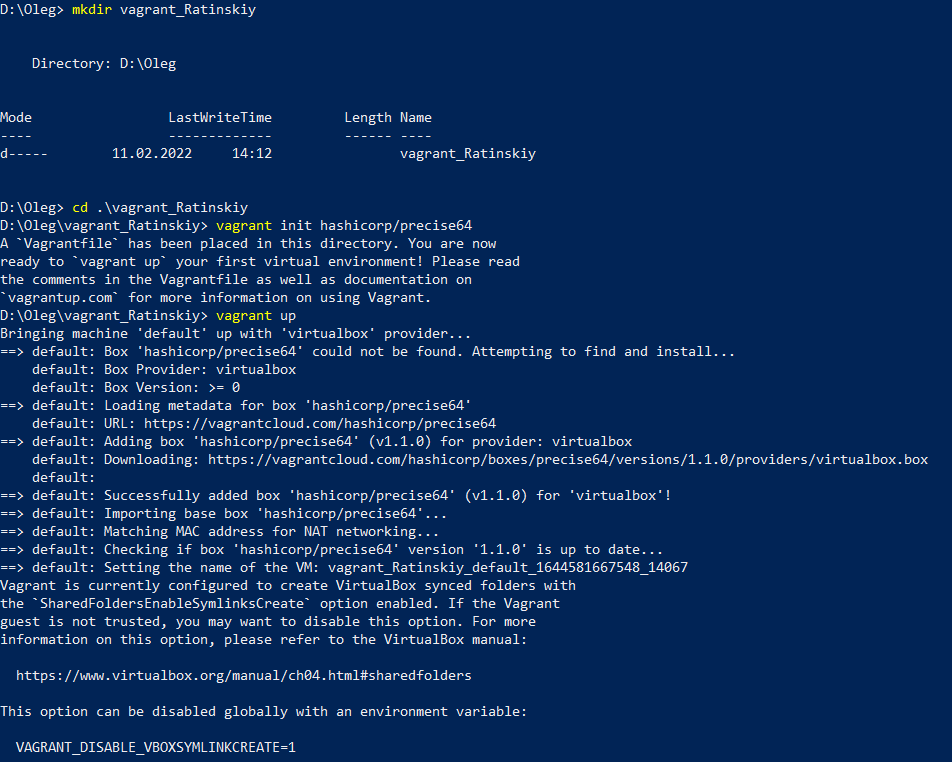 D:\Oleg> mkdir vagrant_Ratinskiy
Directory: D:\Oleg
Mode LastWriteTime Length Name
---- ------------- ------ ----
d----- 11.02.2022 14:12 vagrant_Ratinskiy
D:\Oleg> cd .\vagrant_Ratinskiy
D:\Oleg\vagrant_Ratinskiy> vagrant init hashicorp/precise64
A `Vagrantfile` has been placed in this directory. You are now
ready to `vagrant up` your first virtual environment! Please read
the comments in the Vagrantfile as well as documentation on
`vagrantup.com` for more information on using Vagrant.
D:\Oleg\vagrant_Ratinskiy> vagrant up
Bringing machine 'default' up with 'virtualbox' provider...
==> default: Box 'hashicorp/precise64' could not be found. Attempting to find and install...
default: Box Provider: virtualbox
default: Box Version: >= 0
==> default: Loading metadata for box 'hashicorp/precise64'
default: URL: https://vagrantcloud.com/hashicorp/precise64
==> default: Adding box 'hashicorp/precise64' (v1.1.0) for provider: virtualbox
default: Downloading: https://vagrantcloud.com/hashicorp/boxes/precise64/versions/1.1.0/providers/virtualbox.box
default:
==> default: Successfully added box 'hashicorp/precise64' (v1.1.0) for 'virtualbox'!
==> default: Importing base box 'hashicorp/precise64'...
==> default: Matching MAC address for NAT networking...
==> default: Checking if box 'hashicorp/precise64' version '1.1.0' is up to date...
==> default: Setting the name of the VM: vagrant_Ratinskiy_default_1644581667548_14067
Vagrant is currently configured to create VirtualBox synced folders with
the `SharedFoldersEnableSymlinksCreate` option enabled. If the Vagrant
guest is not trusted, you may want to disable this option. For more
information on this option, please refer to the VirtualBox manual:
https://www.virtualbox.org/manual/ch04.html#sharedfolders
This option can be disabled globally with an environment variable:
VAGRANT_DISABLE_VBOXSYMLINKCREATE=1